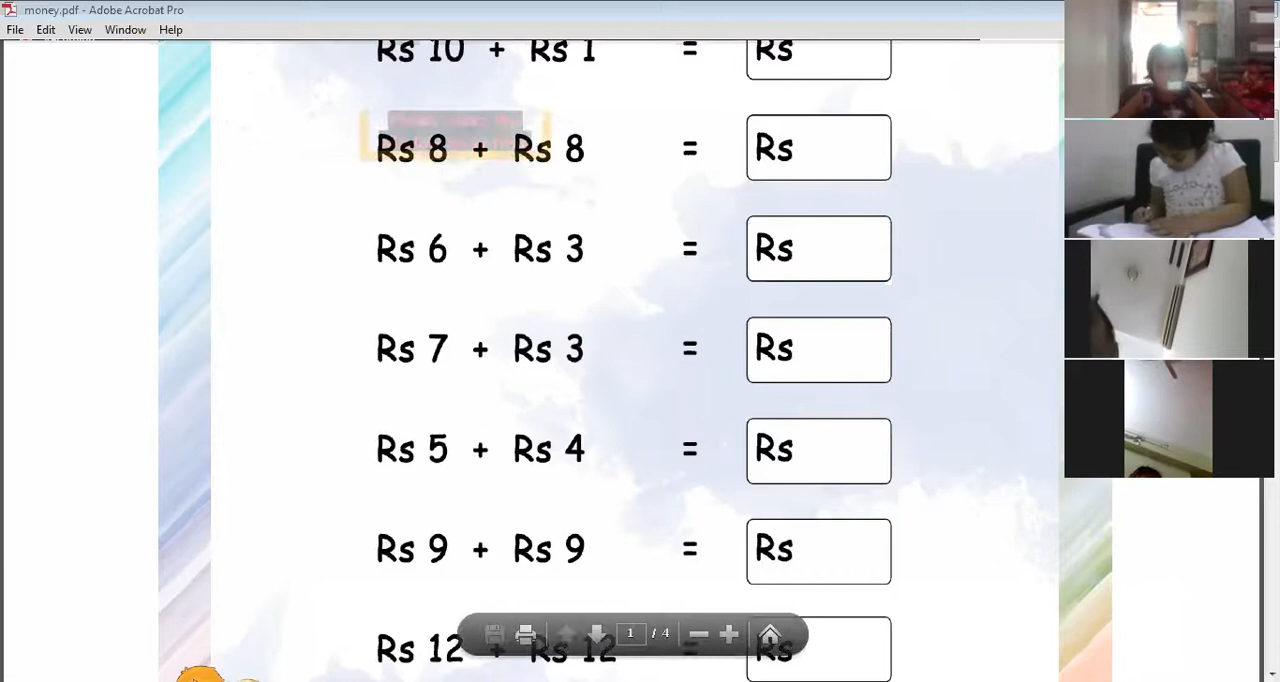 money.pdf - Adobe Acrobat Pro
File Edit View Window Help
Rs 10 + Rs 1 = Rs
Rs 8 + Rs 8 = Rs
Rs 6 + Rs 3 = Rs
Rs 7 + Rs 3 = Rs
Rs 5 + Rs 4 = Rs
Rs 9 + Rs 9 = Rs
1 / 4
Rs 12 + Rs 12 = Rs